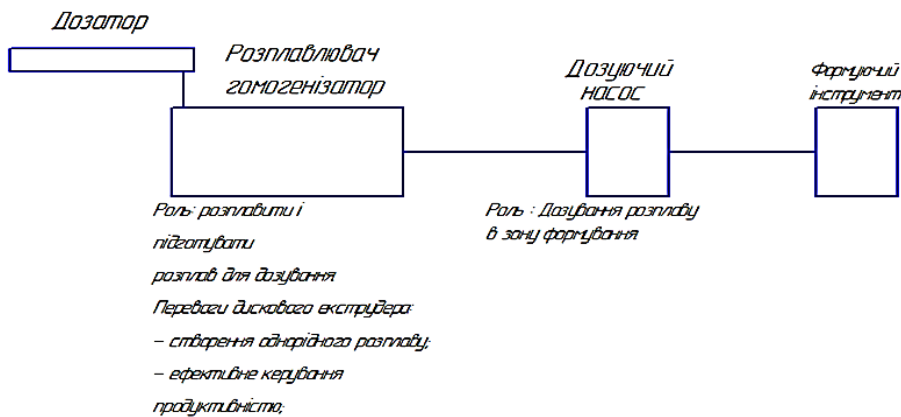 Дозатор
Розплавлювач
гомогенізатор
Дозуючий
насос
Формуючий
інструмент
Роль: розплавити і
підготувати
розплав для дозування
Переваги дискового екструдера:
– створення однорідного розплаву;
– ефективне керування
продуктивністю;
Роль : Дозування розплаву
в зону формування